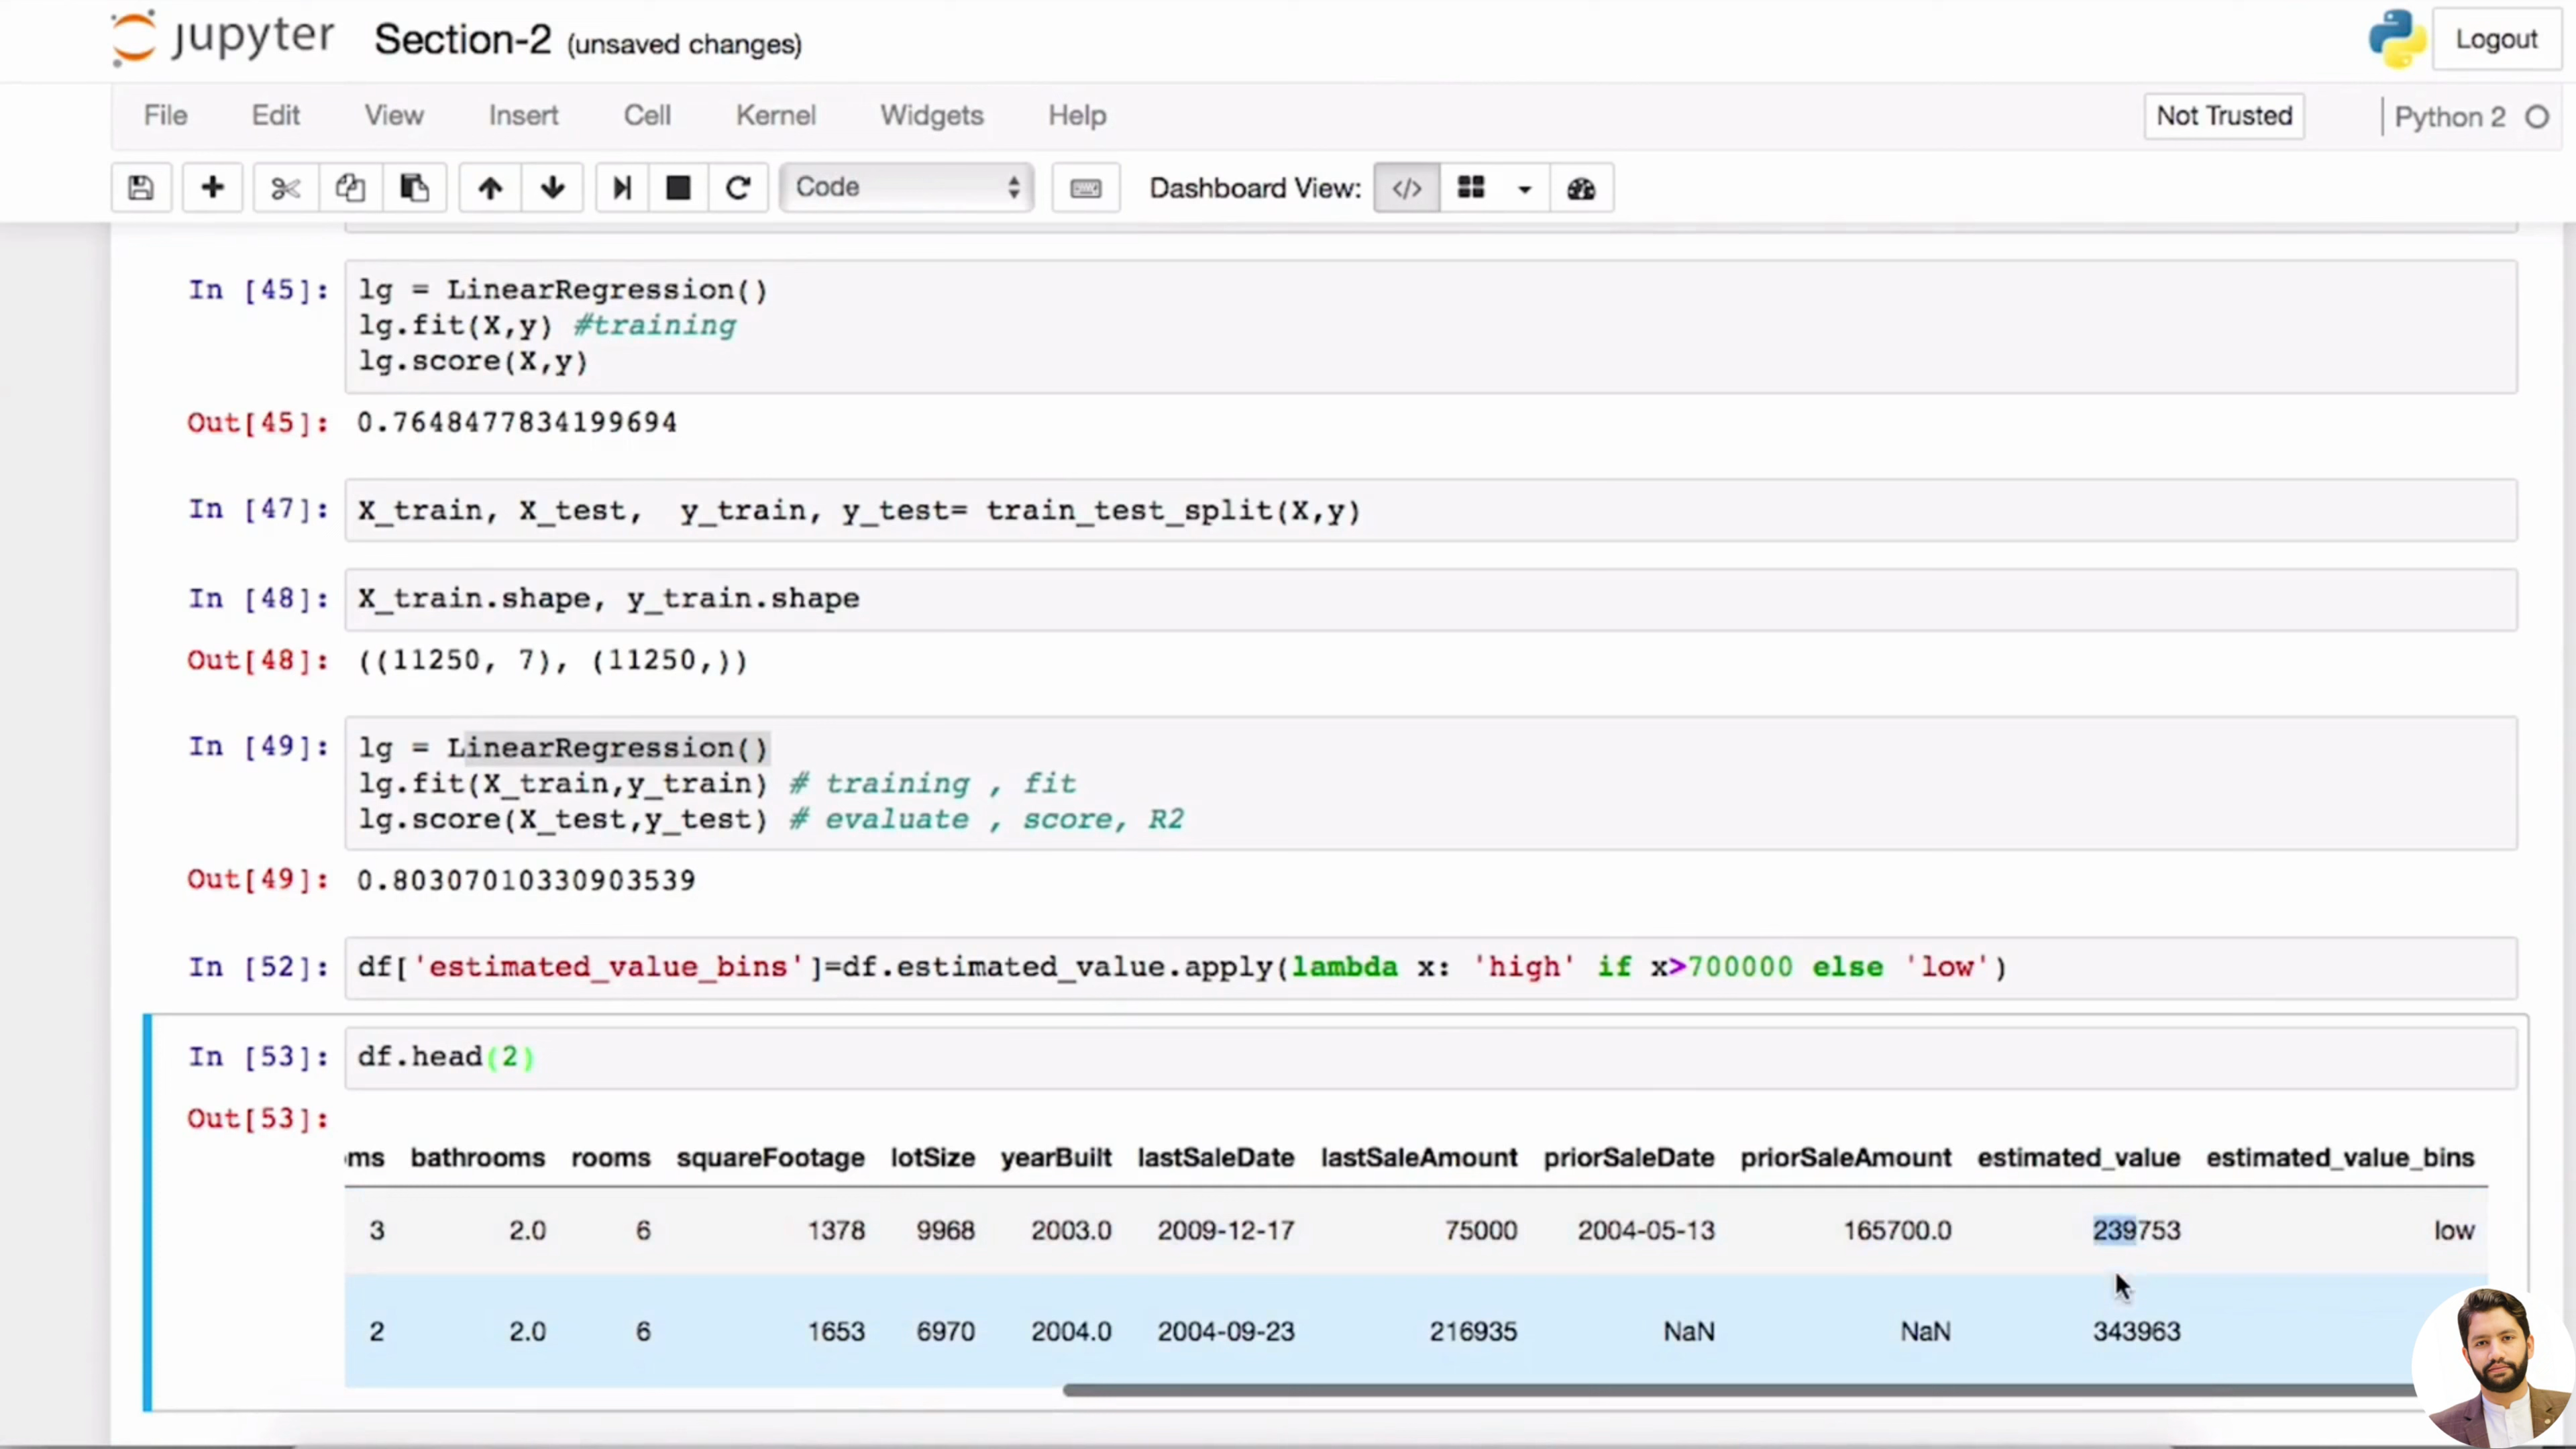 jupyter Section-2 (unsaved changes) Logout
File Edit View Insert Cell Kernel Widgets Help Not Trusted Python 2
Code Dashboard View: </>
In [45]: lg = LinearRegression()
lg.fit(X,y) #training
lg.score(X,y)
Out[45]: 0.7648477834199694
In [47]: X_train, X_test, y_train, y_test= train_test_split(X,y)
In [48]: X_train.shape, y_train.shape
Out[48]: ((11250, 7), (11250,))
In [49]: lg = LinearRegression()
lg.fit(X_train,y_train) # training , fit
lg.score(X_test,y_test) # evaluate , score, R2
Out[49]: 0.80307010330903539
In [52]: df['estimated_value_bins']=df.estimated_value.apply(lambda x: 'high' if x>700000 else 'low')
In [53]: df.head(2)
Out[53]:
ms bathrooms rooms squareFootage lotSize yearBuilt lastSaleDate lastSaleAmount priorSaleDate priorSaleAmount estimated_value estimated_value_bins
3 2.0 6 1378 9968 2003.0 2009-12-17 75000 2004-05-13 165700.0 239753 low
2 2.0 6 1653 6970 2004.0 2004-09-23 216935 NaN NaN 343963